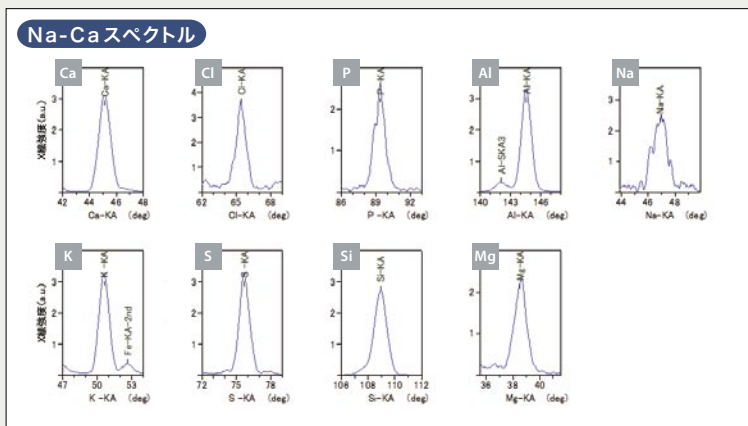 Na-Caスペクトル
Ca
Ca-KA
X線強度(a.u.)
3
2
1
42 44 46 48
Ca-KA (deg)
Cl
Cl-KA
4
3
2
1
62 65 68
Cl-KA (deg)
P
P-KA
2
1
86 89 92
P-KA (deg)
Al
Al-SKA3
Al-KA
3
2
1
140 143 146
Al-KA (deg)
Na
Na-KA
3
2
1
44 46 48
Na-KA (deg)
K
K-KA
Fe-KA-2nd
X線強度(a.u.)
3
2
1
47 50 53
K-KA (deg)
S
S-KA
3
2
1
72 75 78
S-KA (deg)
Si
Si-KA
3
2
1
106 108 110 112
Si-KA (deg)
Mg
Mg-KA
2
1
36 38 40
Mg-KA (deg)